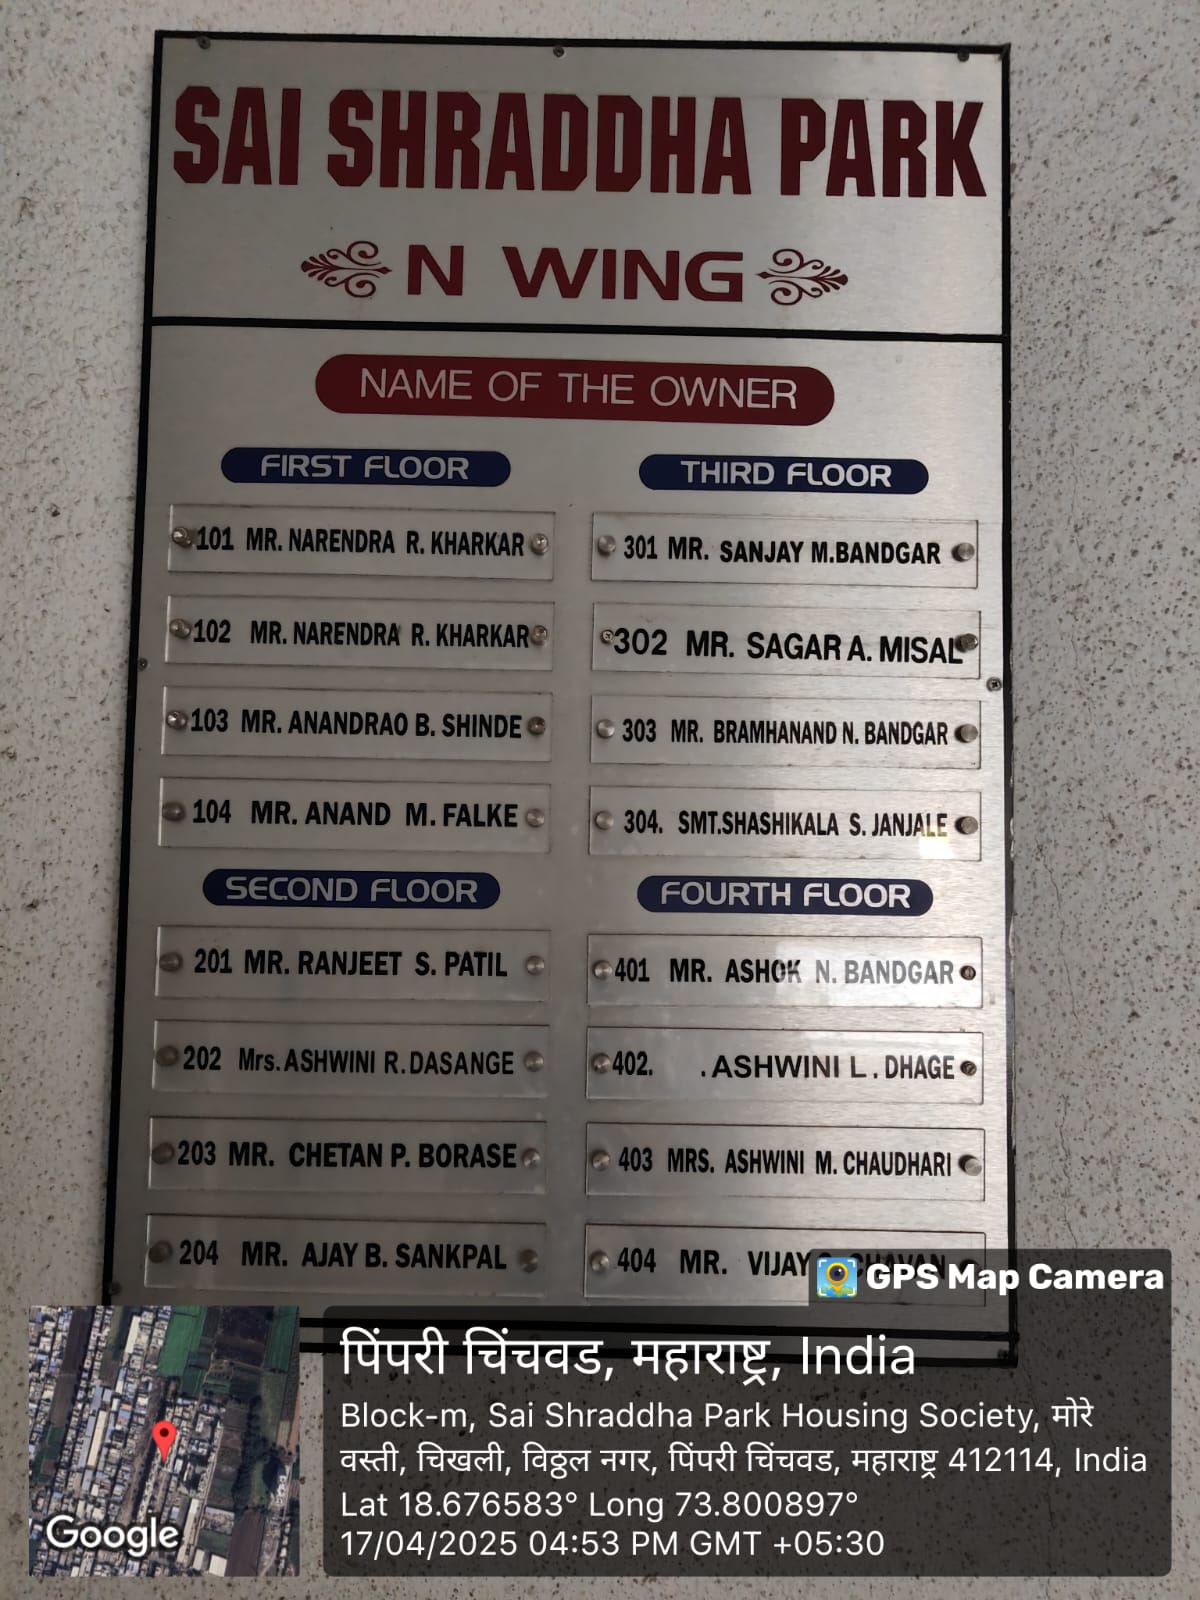 SAI SHRADDHA PARK
N WING
NAME OF THE OWNER
FIRST FLOOR
101 MR. NARENDRA R. KHARKAR
102 MR. NARENDRA R. KHARKAR
103 MR. ANANDRAO B. SHINDE
104 MR. ANAND M. FALKE
SECOND FLOOR
201 MR. RANJEET S. PATIL
202 Mrs. ASHWINI R. DASANGE
203 MR. CHETAN P. BORASE
204 MR. AJAY B. SANKPAL
THIRD FLOOR
301 MR. SANJAY M.BANDGAR
302 MR. SAGAR A. MISAL
303 MR. BRAMHANAND N. BANDGAR
304. SMT.SHASHIKALA S. JANJALE
FOURTH FLOOR
401 MR. ASHOK N. BANDGAR
402. . ASHWINI L . DHAGE
403 MRS. ASHWINI M. CHAUDHARI
404 MR. VIJAY CHAVAN
GPS Map Camera
पिंपरी चिंचवड, महाराष्ट्र, India
Block-m, Sai Shraddha Park Housing Society, मोरे
वस्ती, चिखली, विठ्ठल नगर, पिंपरी चिंचवड, महाराष्ट्र 412114, India
Lat 18.676583° Long 73.800897°
17/04/2025 04:53 PM GMT +05:30
Google